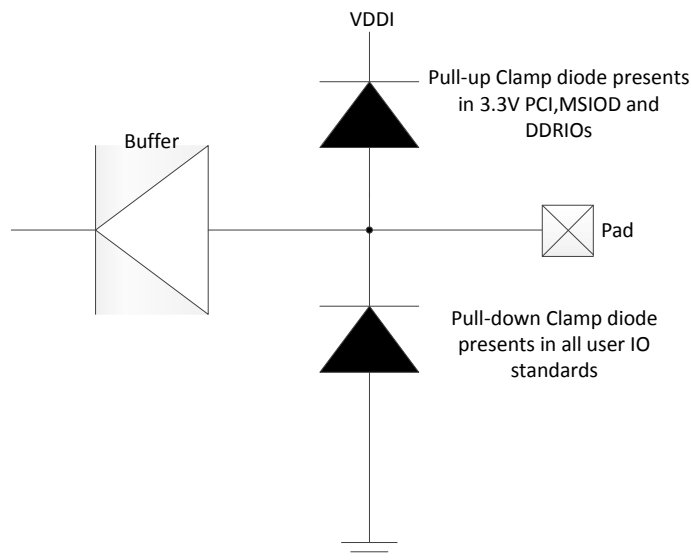 VDDI
Pull-up Clamp diode presents
in 3.3V PCI,MSIOD and
DDRIOs
Buffer
Pad
Pull-down Clamp diode
presents in all user IO
standards